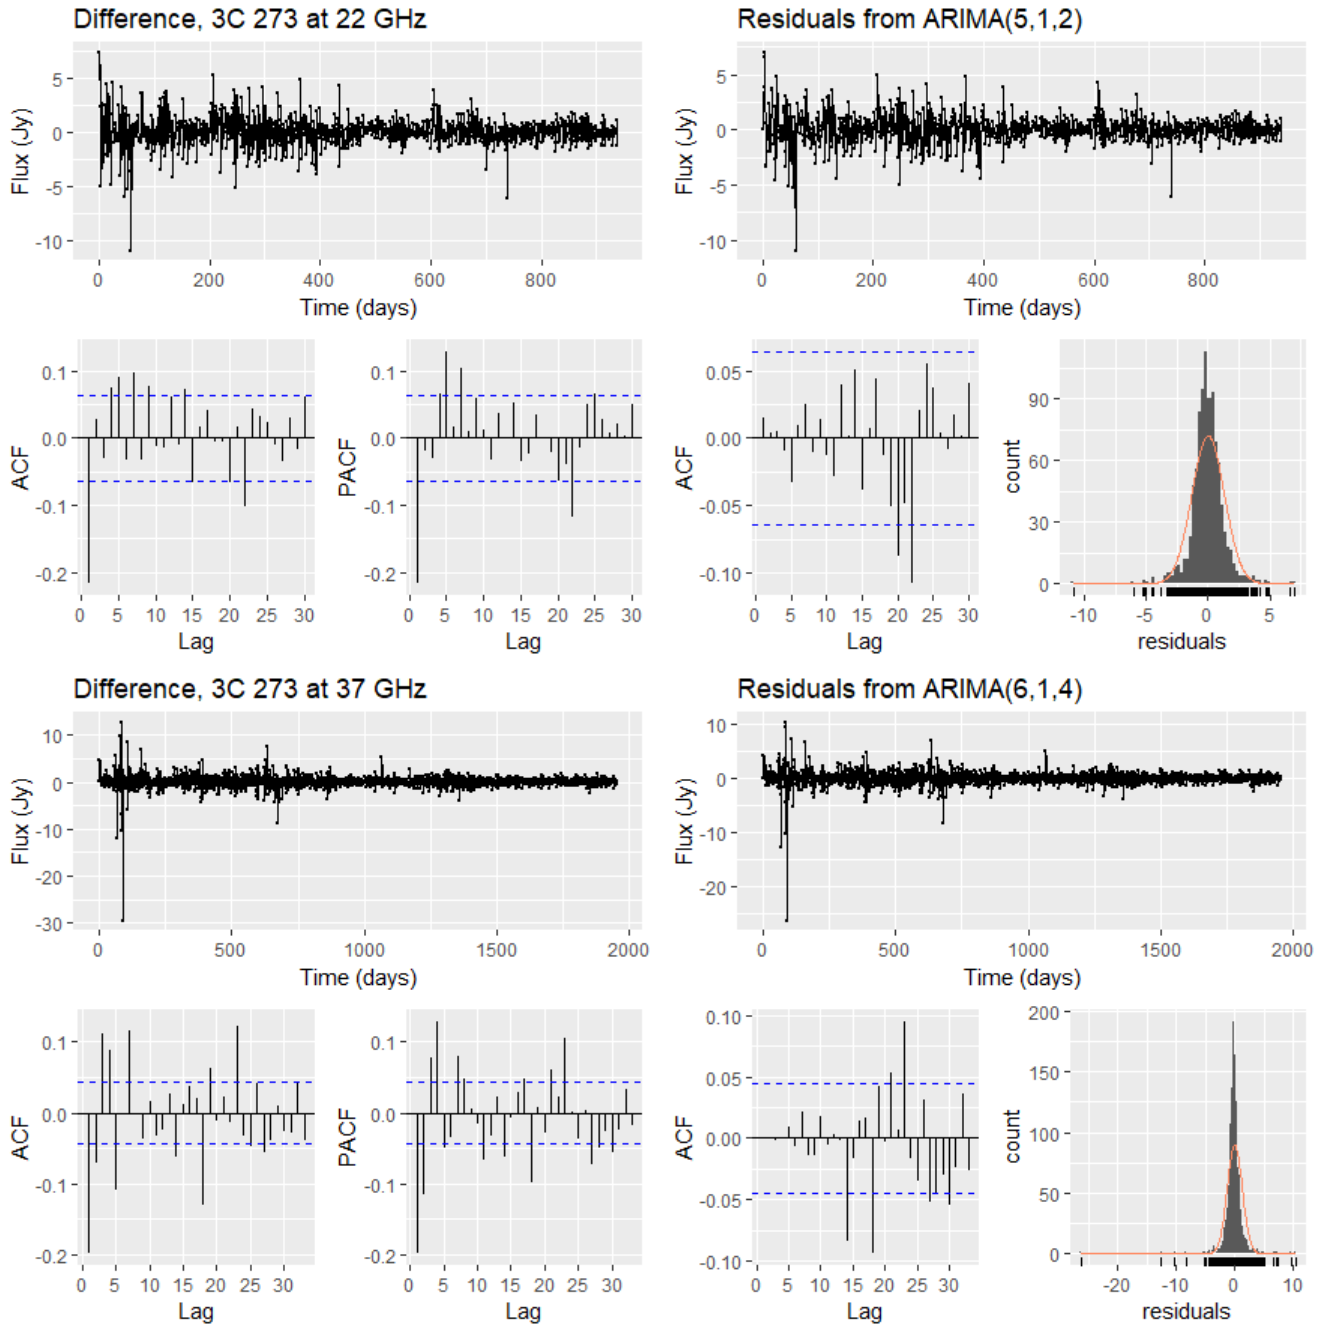 Difference, 3C 273 at 22 GHz
Flux (Jy)
5
0
-5
-10
0 200 400 600 800
Time (days)
Residuals from ARIMA(5,1,2)
Flux (Jy)
5
0
-5
-10
0 200 400 600 800
Time (days)
ACF
0.1
0.0
-0.1
-0.2
0 5 10 15 20 25 30
Lag
PACF
0.1
0.0
-0.1
-0.2
0 5 10 15 20 25 30
Lag
ACF
0.05
0.00
-0.05
-0.10
0 5 10 15 20 25 30
Lag
count
90
60
30
0
-10 -5 0 5
residuals
Difference, 3C 273 at 37 GHz
Flux (Jy)
10
0
-10
-20
-30
0 500 1000 1500 2000
Time (days)
Residuals from ARIMA(6,1,4)
Flux (Jy)
10
0
-10
-20
0 500 1000 1500 2000
Time (days)
ACF
0.1
0.0
-0.1
-0.2
0 5 10 15 20 25 30
Lag
PACF
0.1
0.0
-0.1
-0.2
0 5 10 15 20 25 30
Lag
ACF
0.10
0.05
0.00
-0.05
-0.10
0 5 10 15 20 25 30
Lag
count
200
150
100
50
0
-20 -10 0 10
residuals